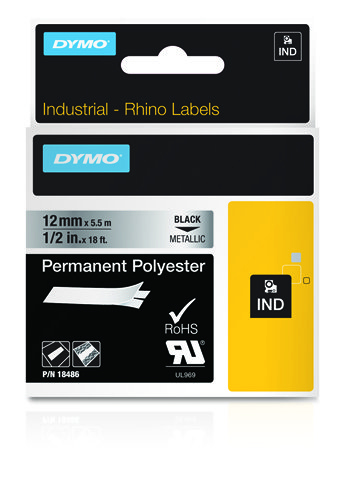 DYMO
IND
Industrial - Rhino Labels
DYMO
12mm x 5.5 m
1/2 in. x 18 ft.
BLACK
METALLIC
Permanent Polyester
IND
RoHS
P/N 18486
UL969